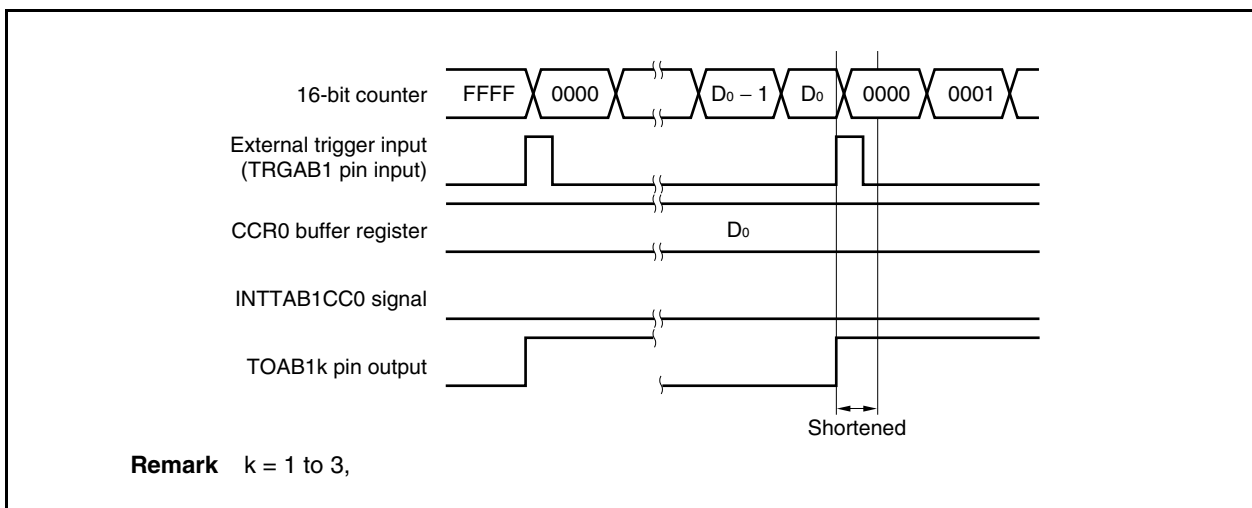 16-bit counter FFFF 0000 D0 – 1 D0 0000 0001
External trigger input
(TRGAB1 pin input)
CCR0 buffer register D0
INTTAB1CC0 signal
TOAB1k pin output
Shortened
Remark k = 1 to 3,